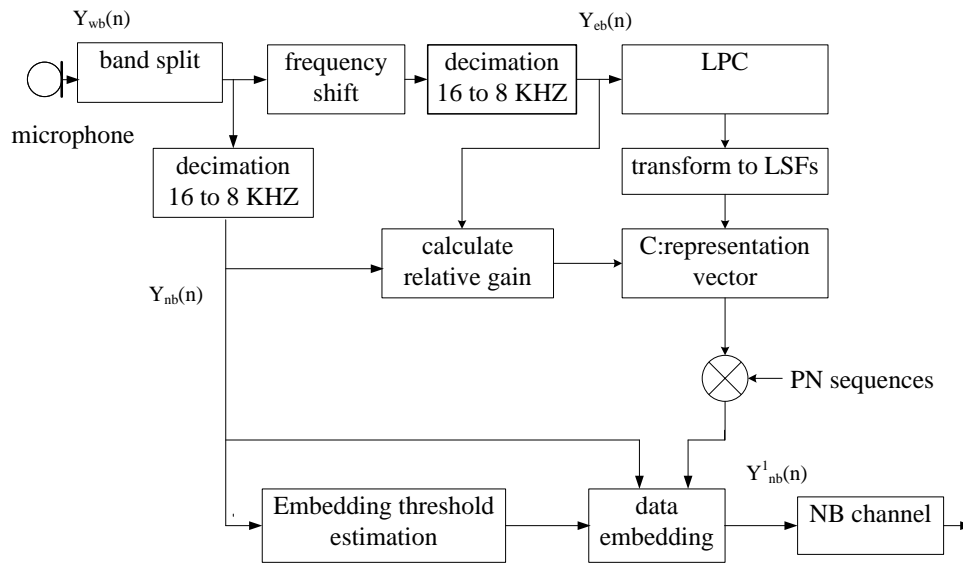 Y_wb(n)
Y_eb(n)
band split
frequency
shift
decimation
16 to 8 KHZ
LPC
microphone
decimation
16 to 8 KHZ
transform to LSFs
calculate
relative gain
C:representation
vector
Y_nb(n)
PN sequences
Y^1_nb(n)
Embedding threshold
estimation
data
embedding
NB channel